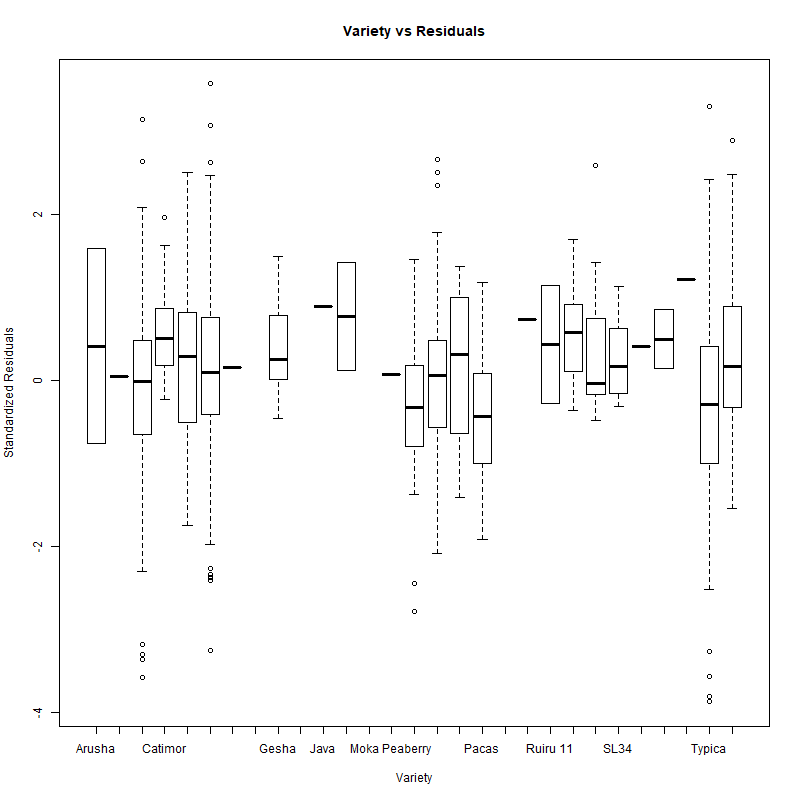 Variety vs Residuals
Standardized Residuals
2
0
-2
-4
Arusha Catimor Gesha Java Moka Peaberry Pacas Ruiru 11 SL34 Typica
Variety